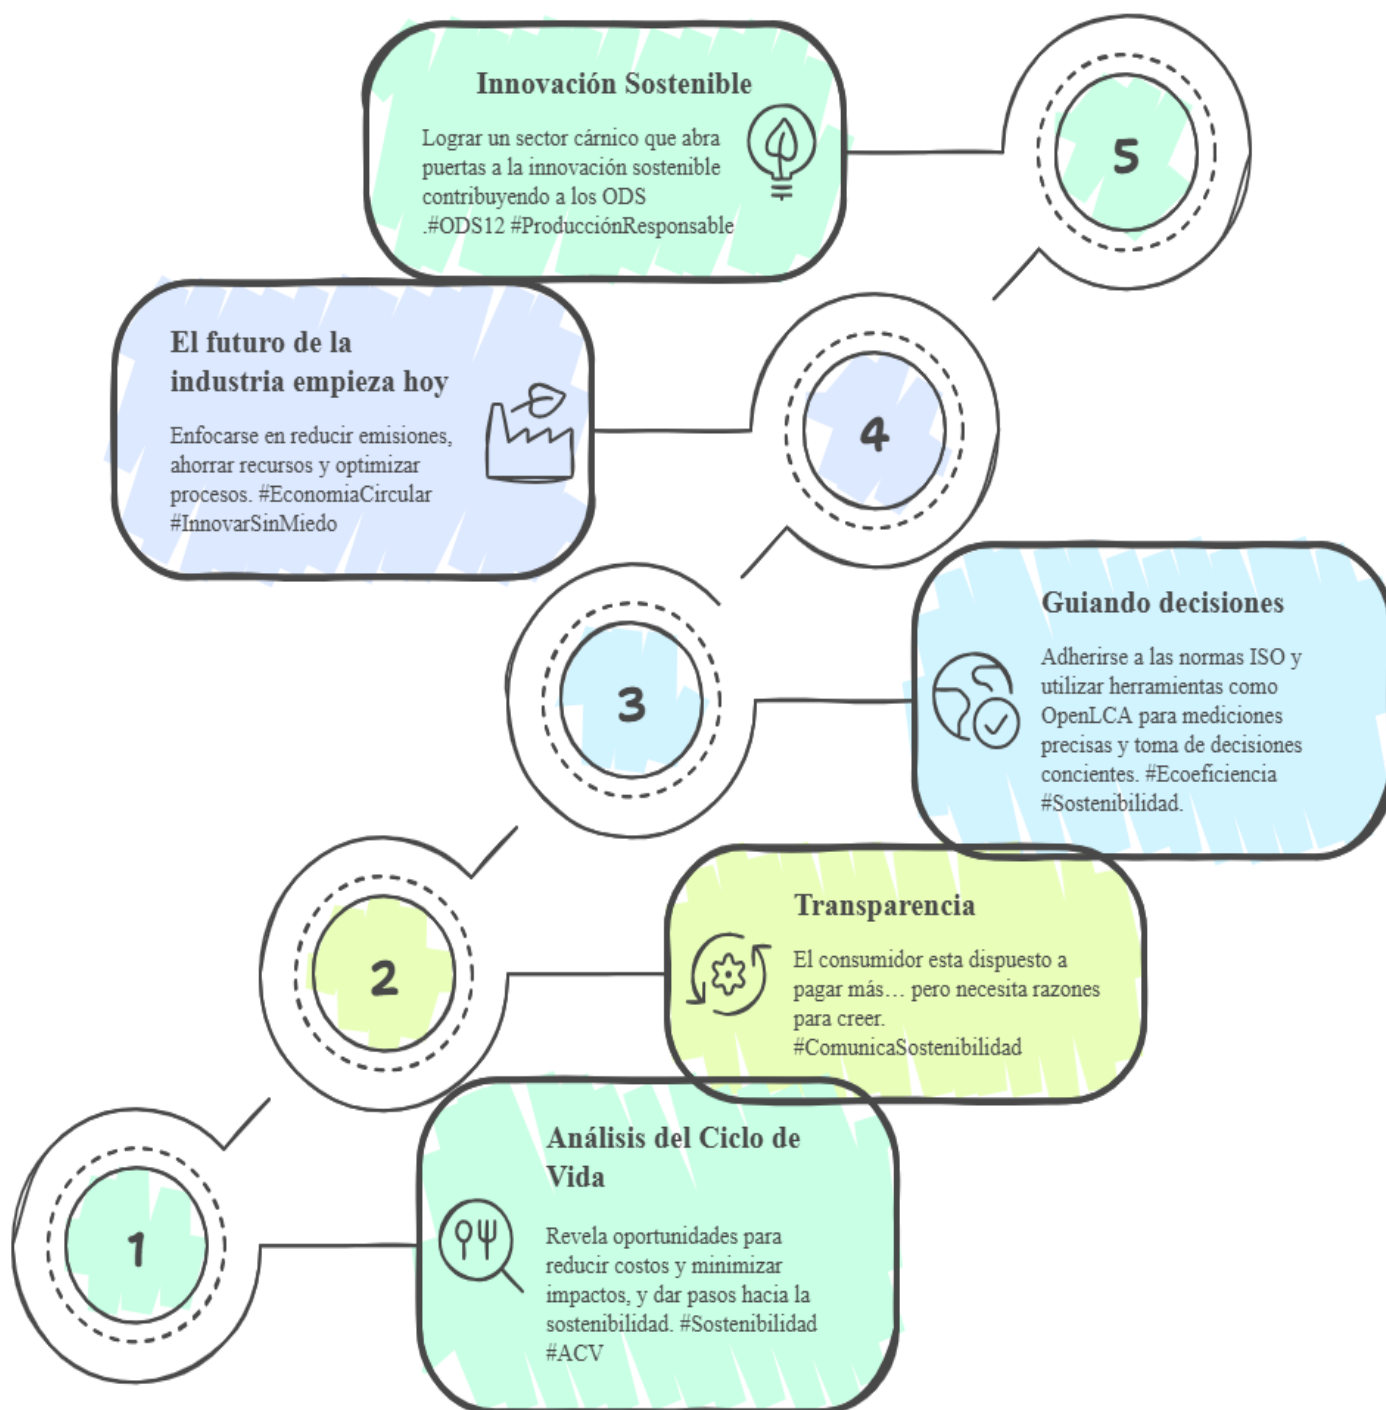 Innovación Sostenible
Lograr un sector cárnico que abra
puertas a la innovación sostenible
contribuyendo a los ODS
.#ODS12 #ProducciónResponsable
5
El futuro de la
industria empieza hoy
Enfocarse en reducir emisiones,
ahorrar recursos y optimizar
procesos. #EconomiaCircular
#InnovarSinMiedo
4
Guiando decisiones
Adherirse a las normas ISO y
utilizar herramientas como
OpenLCA para mediciones
precisas y toma de decisiones
concientes. #Ecoeficiencia
#Sostenibilidad.
3
Transparencia
El consumidor esta dispuesto a
pagar más… pero necesita razones
para creer.
#ComunicaSostenibilidad
2
Análisis del Ciclo de
Vida
Revela oportunidades para
reducir costos y minimizar
impactos, y dar pasos hacia la
sostenibilidad. #Sostenibilidad
#ACV
1